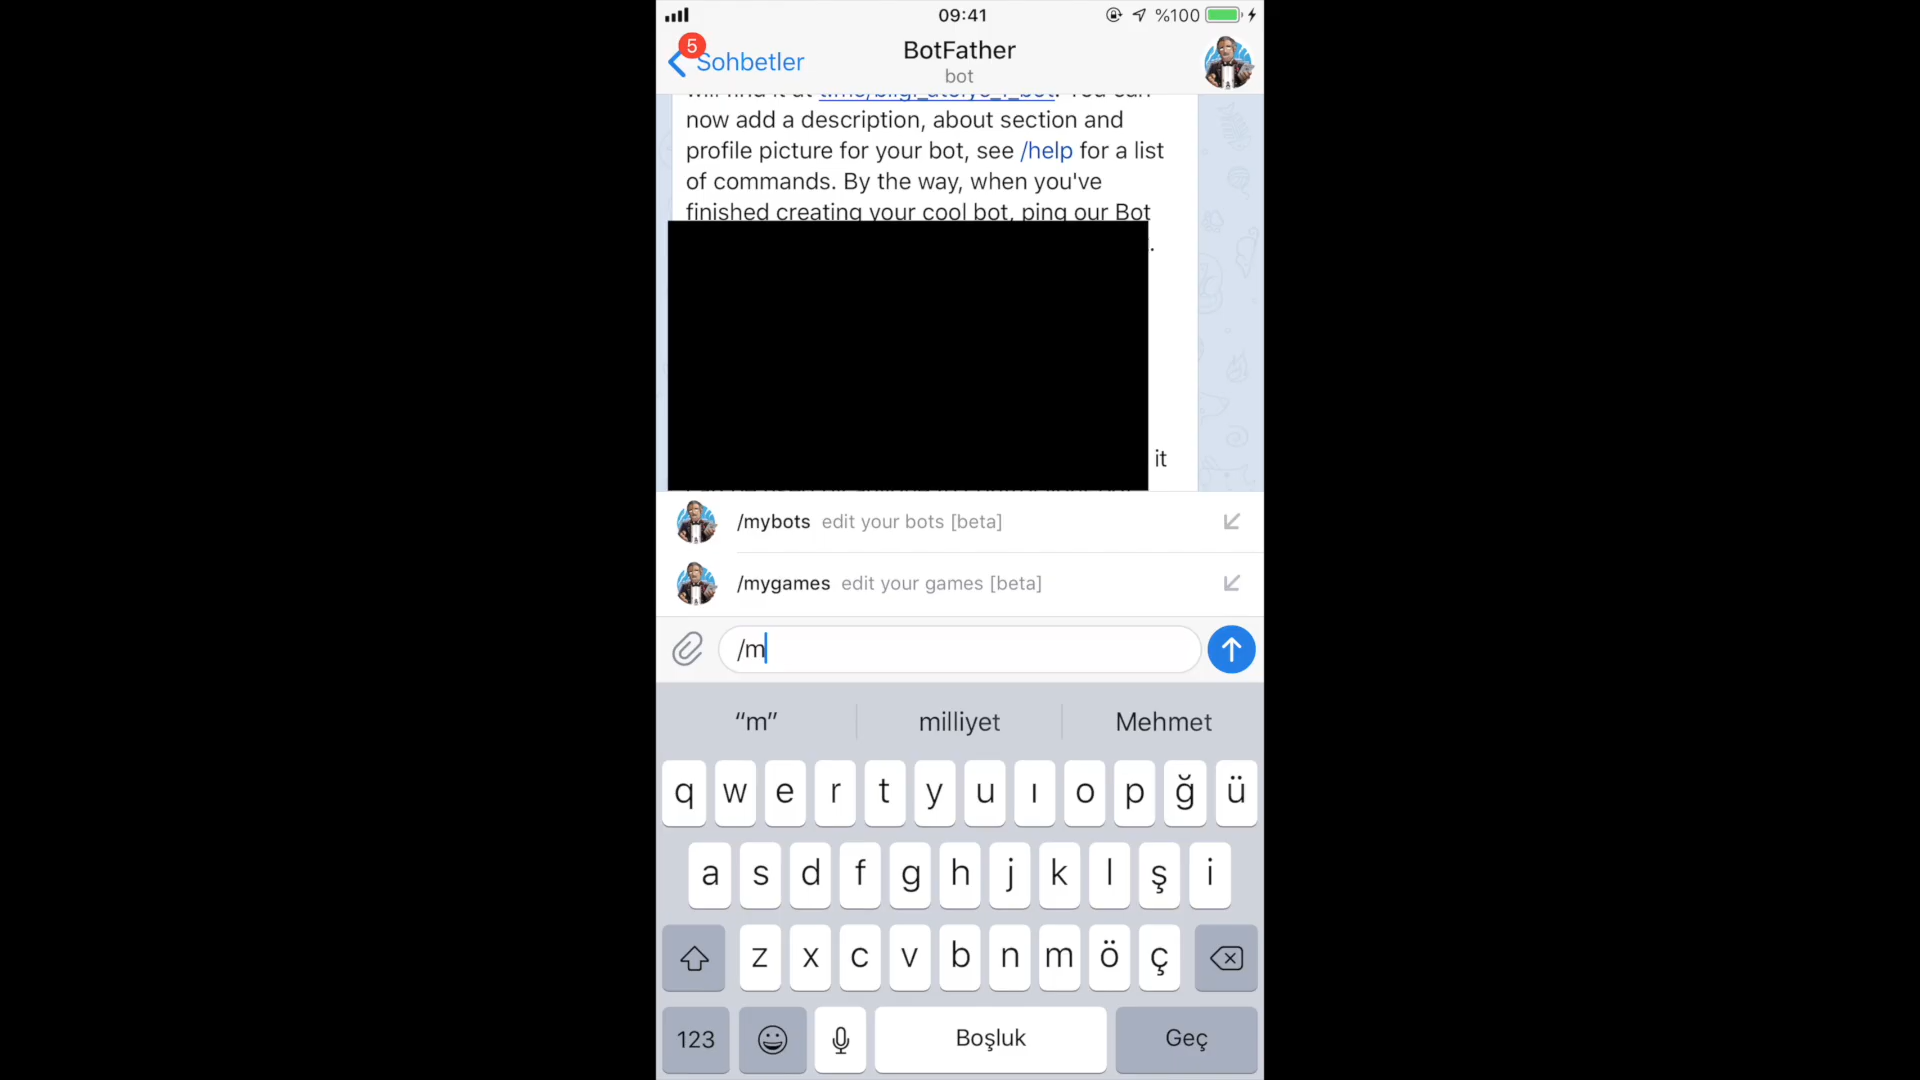 09:41
%100
5
Sohbetler
BotFather
bot
now add a description, about section and
profile picture for your bot, see /help for a list
of commands. By the way, when you've
finished creating your cool bot, ping our Bot
.
it
/mybots edit your bots [beta]
/mygames edit your games [beta]
/m
“m” milliyet Mehmet
q w e r t y u ı o p ğ ü
a s d f g h j k l ş i
z x c v b n m ö ç
123 Boşluk Geç